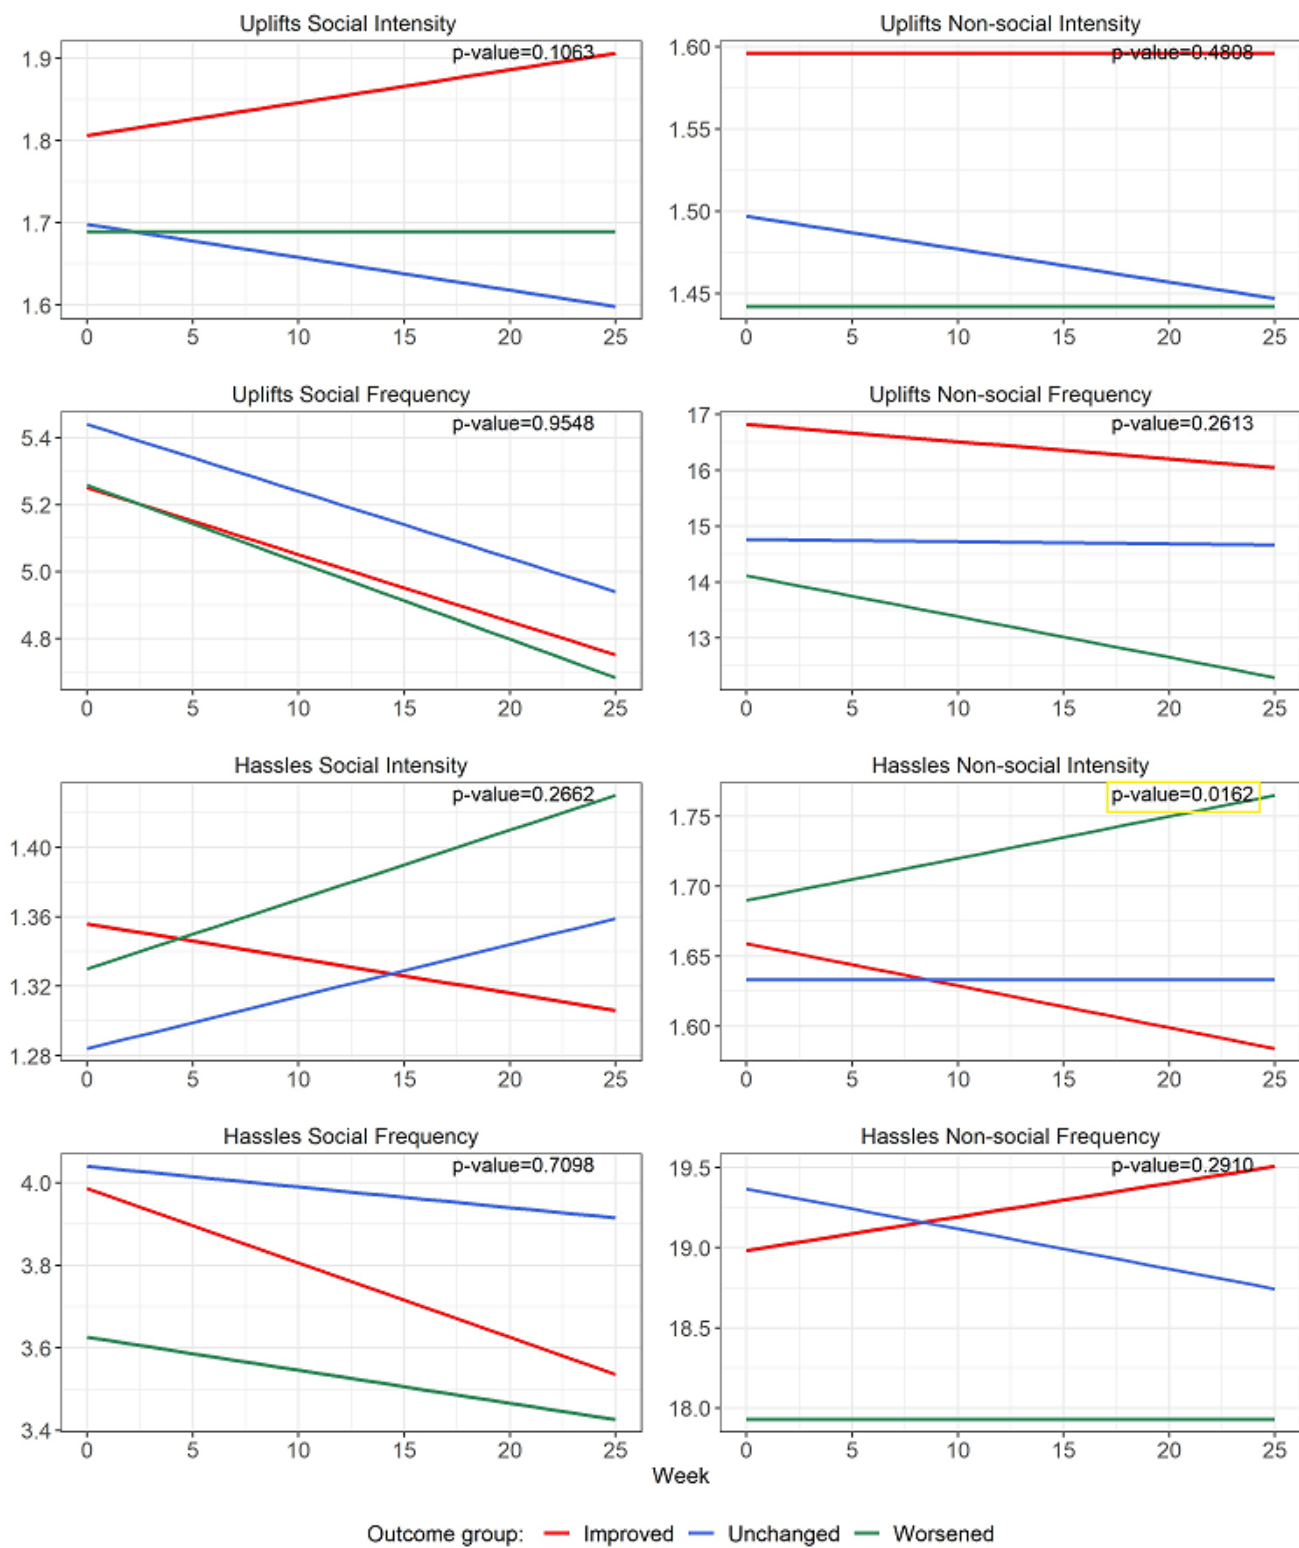 Uplifts Social Intensity
Uplifts Non-social Intensity
p-value=0.1063
p-value=0.4808
1.9
1.8
1.7
1.6
0 5 10 15 20 25
1.60
1.55
1.50
1.45
0 5 10 15 20 25
Uplifts Social Frequency
Uplifts Non-social Frequency
p-value=0.9548
p-value=0.2613
5.4
5.2
5.0
4.8
0 5 10 15 20 25
17
16
15
14
13
0 5 10 15 20 25
Hassles Social Intensity
Hassles Non-social Intensity
p-value=0.2662
p-value=0.0162
1.40
1.36
1.32
1.28
0 5 10 15 20 25
1.75
1.70
1.65
1.60
0 5 10 15 20 25
Hassles Social Frequency
Hassles Non-social Frequency
p-value=0.7098
p-value=0.2910
4.0
3.8
3.6
3.4
0 5 10 15 20 25
19.5
19.0
18.5
18.0
0 5 10 15 20 25
Week
Outcome group: Improved Unchanged Worsened